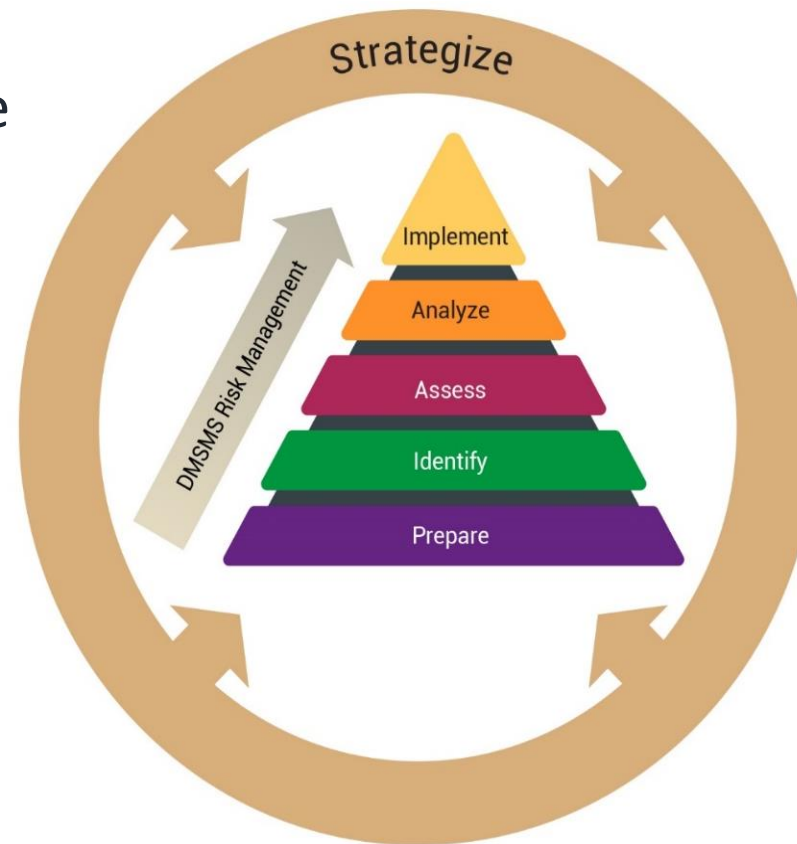 Strategize
e
DMSMS Risk Management
Implement
Analyze
Assess
Identify
Prepare